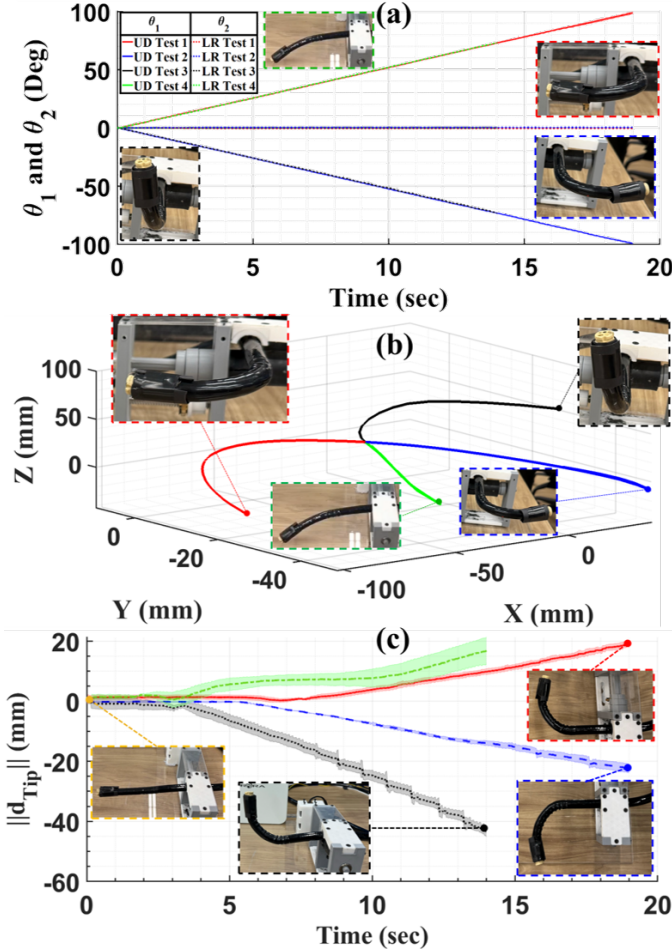 (a)
θ1 θ2
UD Test 1 LR Test 1
UD Test 2 LR Test 2
UD Test 3 LR Test 3
UD Test 4 LR Test 4
100
50
0
-50
-100
θ1 and θ2 (Deg)
0 5 10 15 20
Time (sec)
(b)
100
50
0
Z (mm)
0 -20 -40
Y (mm)
-100 -50 0
X (mm)
(c)
20
0
-20
-40
-60
||dTip|| (mm)
0 5 10 15 20
Time (sec)